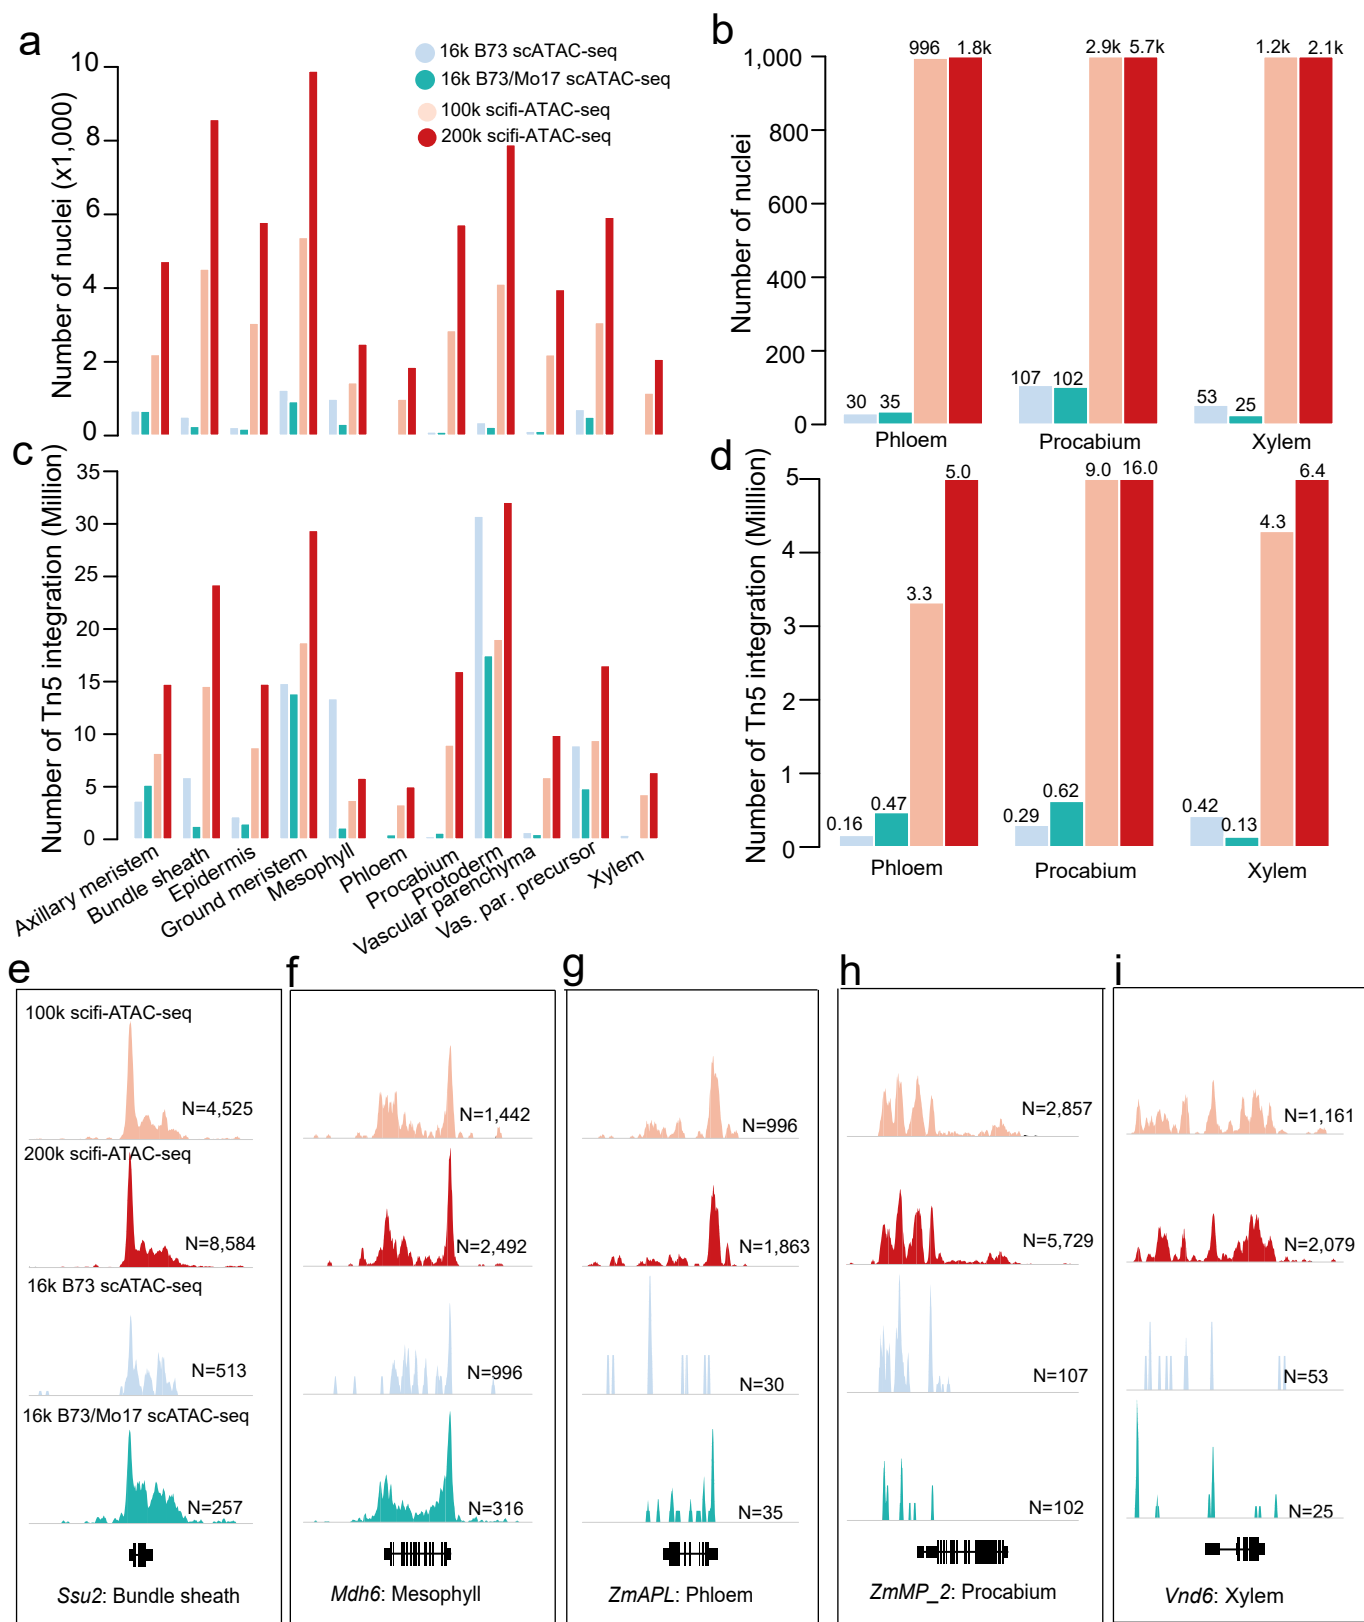 a
Number of nuclei (x1,000)
10
8
6
4
2
0
16k B73 scATAC-seq
16k B73/Mo17 scATAC-seq
100k scifi-ATAC-seq
200k scifi-ATAC-seq
b
Number of nuclei
1,000
800
600
400
200
0
30
35
996
1.8k
107
102
2.9k
5.7k
53
25
1.2k
2.1k
Phloem
Procabium
Xylem
c
Number of Tn5 integration (Million)
35
30
25
20
15
10
5
0
Axillary meristem
Bundle sheath
Epidermis
Ground meristem
Mesophyll
Phloem
Procabium
Protoderm
Vascular parenchyma
Vas. par. precursor
Xylem
d
Number of Tn5 integration (Million)
5
4
3
2
1
0
0.16
0.47
3.3
5.0
0.29
0.62
9.0
16.0
0.42
0.13
4.3
6.4
Phloem
Procabium
Xylem
e
100k scifi-ATAC-seq
N=4,525
200k scifi-ATAC-seq
N=8,584
16k B73 scATAC-seq
N=513
16k B73/Mo17 scATAC-seq
N=257
Ssu2: Bundle sheath
f
N=1,442
N=2,492
N=996
N=316
Mdh6: Mesophyll
g
N=996
N=1,863
N=30
N=35
ZmAPL: Phloem
h
N=2,857
N=5,729
N=107
N=102
ZmMP_2: Procabium
i
N=1,161
N=2,079
N=53
N=25
Vnd6: Xylem